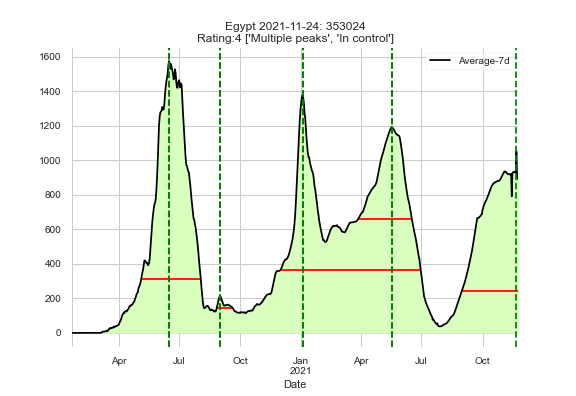 Egypt 2021-11-24: 353024
Rating:4 ['Multiple peaks', 'In control']
Average-7d
1600
1400
1200
1000
800
600
400
200
0
Apr
Jul
Oct
Jan
2021
Apr
Jul
Oct
Date